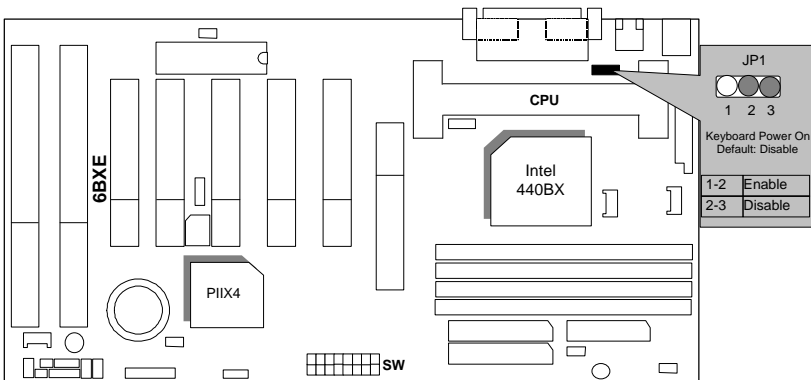 JP1
1 2 3
Keyboard Power On
Default: Disable
1-2 Enable
2-3 Disable
CPU
Intel
440BX
6BXE
PIIX4
SW